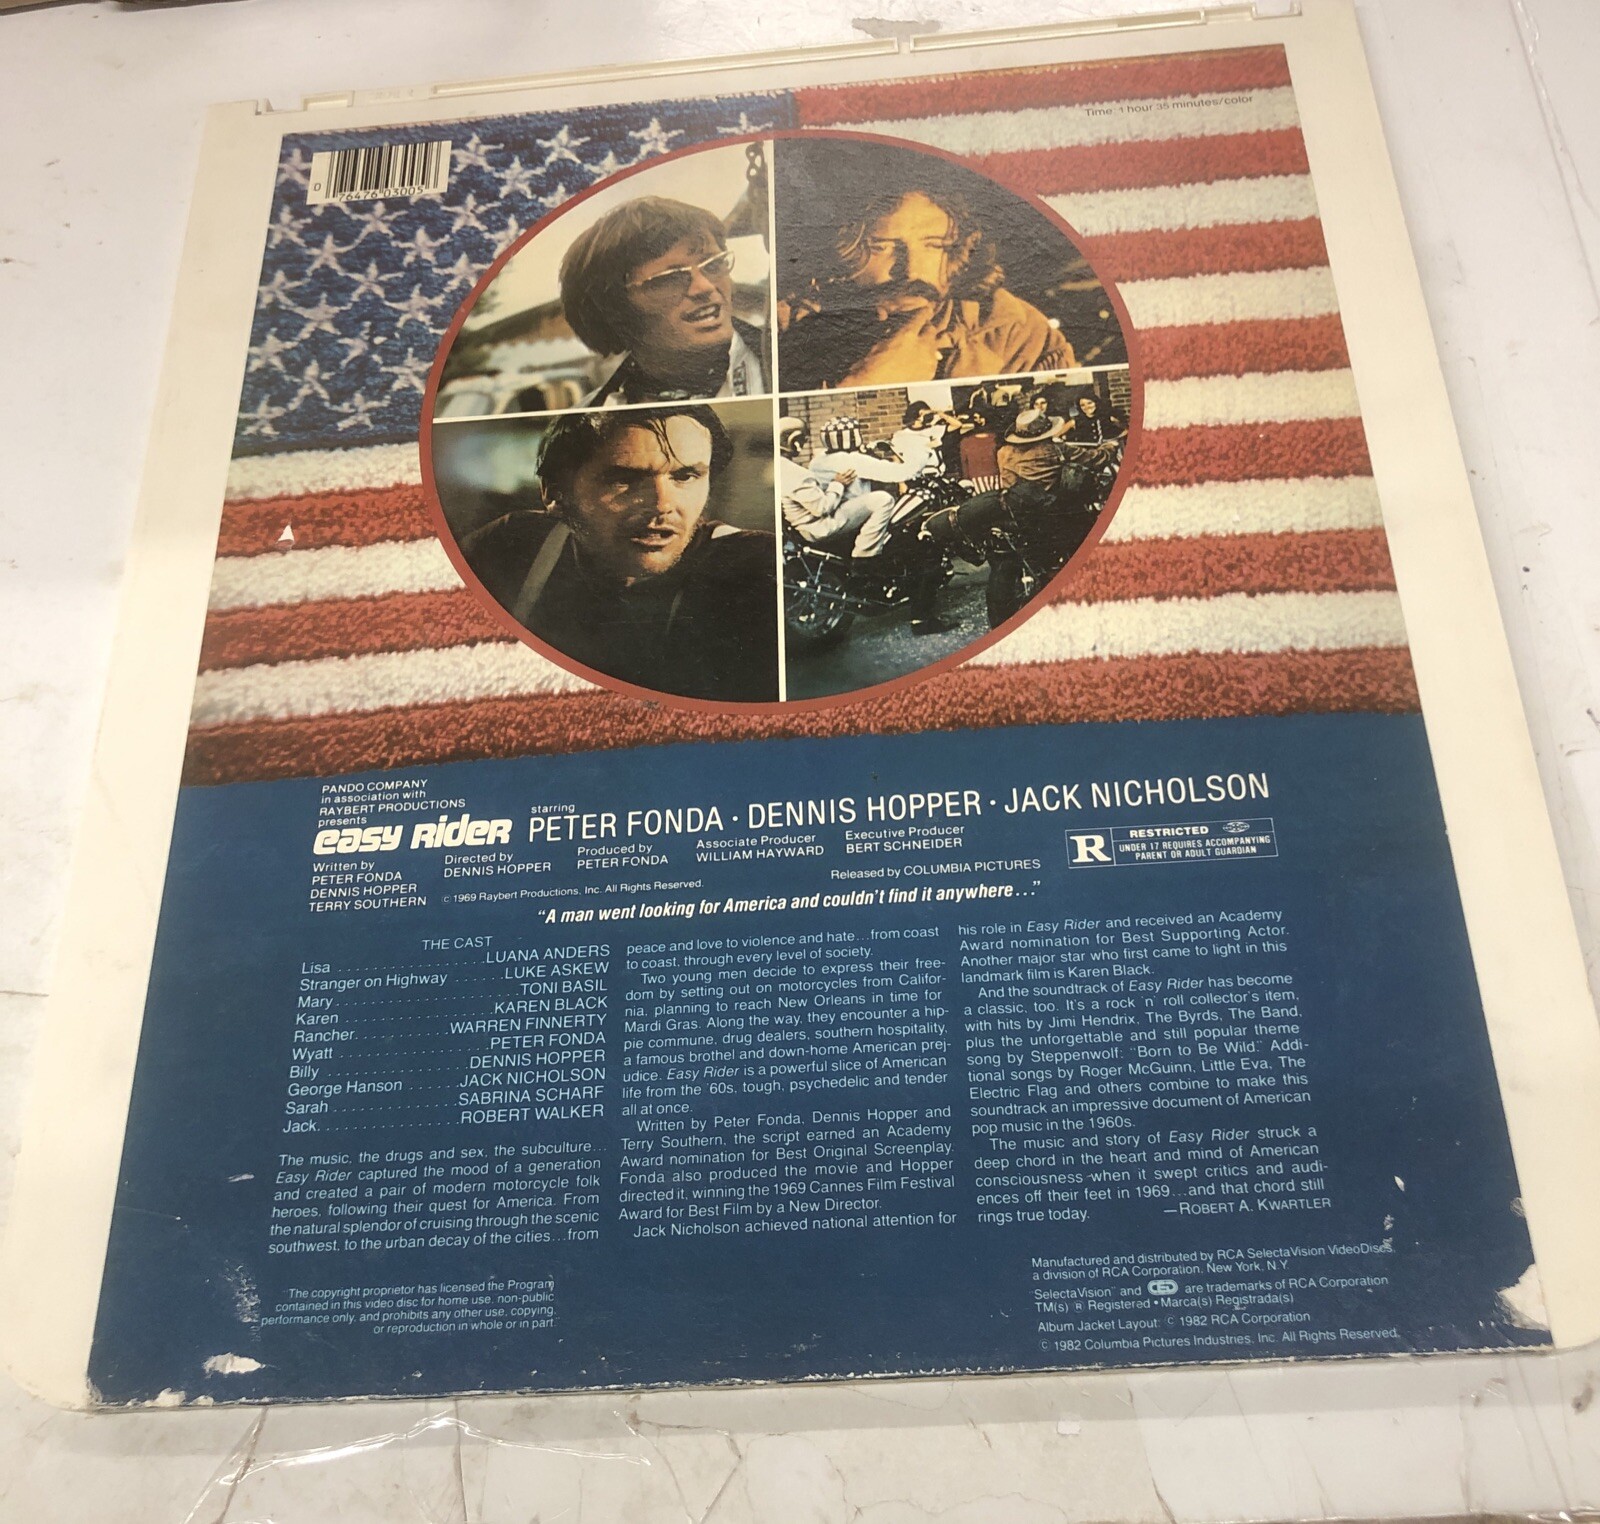 Time: 1 hour 35 minutes/color
0 76476 03005
PANDO COMPANY
in association with
RAYBERT PRODUCTIONS
presents
easy Rider
starring
PETER FONDA · DENNIS HOPPER · JACK NICHOLSON
Written by
PETER FONDA
DENNIS HOPPER
TERRY SOUTHERN
Directed by
DENNIS HOPPER
Produced by
PETER FONDA
Associate Producer
WILLIAM HAYWARD
Executive Producer
BERT SCHNEIDER
R
RESTRICTED
UNDER 17 REQUIRES ACCOMPANYING
PARENT OR ADULT GUARDIAN
© 1969 Raybert Productions, Inc. All Rights Reserved.
Released by COLUMBIA PICTURES
"A man went looking for America and couldn't find it anywhere..."
THE CAST
Lisa . . . . . . . . . . . . . . . . . LUANA ANDERS
Stranger on Highway . . . . . . . LUKE ASKEW
Mary . . . . . . . . . . . . . . . . . . . . TONI BASIL
Karen . . . . . . . . . . . . . . . . . KAREN BLACK
Rancher . . . . . . . . . . WARREN FINNERTY
Wyatt . . . . . . . . . . . . . . . . . PETER FONDA
Billy . . . . . . . . . . . . . . . . DENNIS HOPPER
George Hanson . . . . . . JACK NICHOLSON
Sarah . . . . . . . . . . . . . . SABRINA SCHARF
Jack . . . . . . . . . . . . . . . . ROBERT WALKER
The music, the drugs and sex, the subculture...
Easy Rider captured the mood of a generation
and created a pair of modern motorcycle folk
heroes, following their quest for America. From
the natural splendor of cruising through the scenic
southwest, to the urban decay of the cities...from
peace and love to violence and hate...from coast
to coast, through every level of society.
Two young men decide to express their free-
dom by setting out on motorcycles from Califor-
nia, planning to reach New Orleans in time for
Mardi Gras. Along the way, they encounter a hip-
pie commune, drug dealers, southern hospitality,
a famous brothel and down-home American prej-
udice. Easy Rider is a powerful slice of American
life from the '60s, tough, psychedelic and tender
all at once.
Written by Peter Fonda, Dennis Hopper and
Terry Southern, the script earned an Academy
Award nomination for Best Original Screenplay.
Fonda also produced the movie and Hopper
directed it, winning the 1969 Cannes Film Festival
Award for Best Film by a New Director.
Jack Nicholson achieved national attention for
his role in Easy Rider and received an Academy
Award nomination for Best Supporting Actor.
Another major star who first came to light in this
landmark film is Karen Black.
And the soundtrack of Easy Rider has become
a classic, too. It's a rock 'n' roll collector's item,
with hits by Jimi Hendrix, The Byrds, The Band,
plus the unforgettable and still popular theme
song by Steppenwolf: "Born to Be Wild." Addi-
tional songs by Roger McGuinn, Little Eva, The
Electric Flag and others combine to make this
soundtrack an impressive document of American
pop music in the 1960s.
The music and story of Easy Rider struck a
deep chord in the heart and mind of American
consciousness when it swept critics and audi-
ences off their feet in 1969...and that chord still
rings true today.
—ROBERT A. KWARTLER
The copyright proprietor has licensed the Program
contained in this video disc for home use, non-public
performance only, and prohibits any other use, copying,
or reproduction in whole or in part.
Manufactured and distributed by RCA SelectaVision VideoDiscs,
a division of RCA Corporation, New York, N.Y.
SelectaVision™ and CED are trademarks of RCA Corporation
TM(s) ® Registered • Marca(s) Registrada(s)
Album Jacket Layout: © 1982 RCA Corporation
© 1982 Columbia Pictures Industries, Inc. All Rights Reserved.